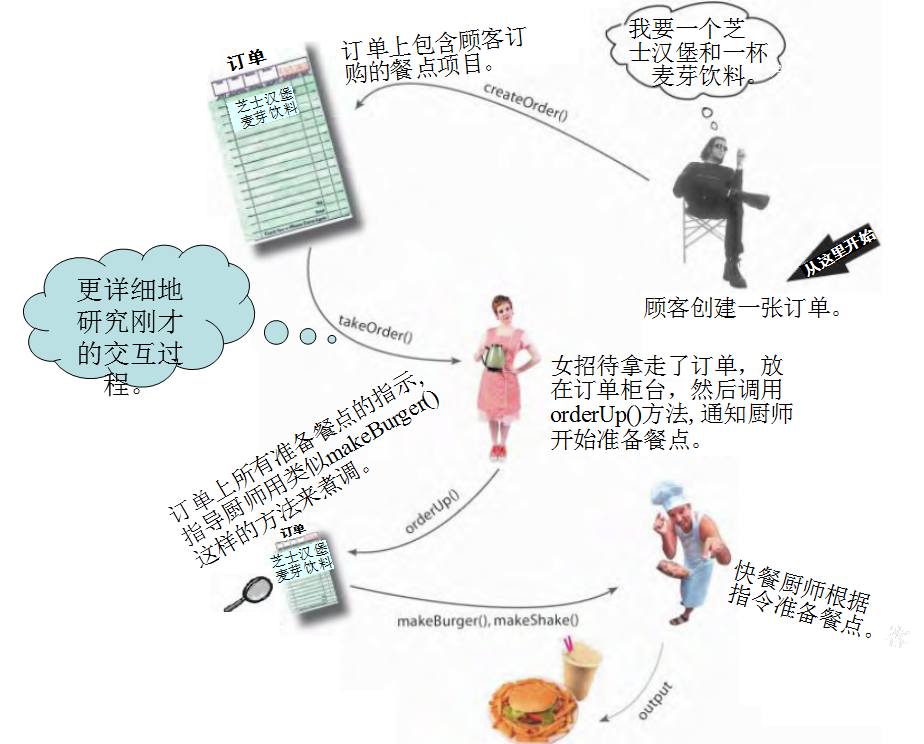 订单
芝士汉堡
麦芽饮料
订单上包含顾客订
购的餐点项目。
createOrder()
我要一个芝
士汉堡和一杯
麦芽饮料。
从这里开始
顾客创建一张订单。
更详细地
研究刚才
的交互过
程。
takeOrder()
女招待拿走了订单，放
在订单柜台，然后调用
orderUp()方法, 通知厨师
开始准备餐点。
订单上所有准备餐点的指示,
指导厨师用类似makeBurger()
这样的方法来煮调。
orderUp()
订单
芝士汉堡
麦芽饮料
makeBurger(), makeShake()
快餐厨师根据
指令准备餐点。
output